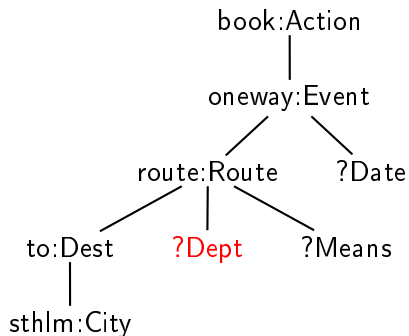 book:Action
oneway:Event
route:Route ?Date
to:Dest ?Dept ?Means
sthlm:City